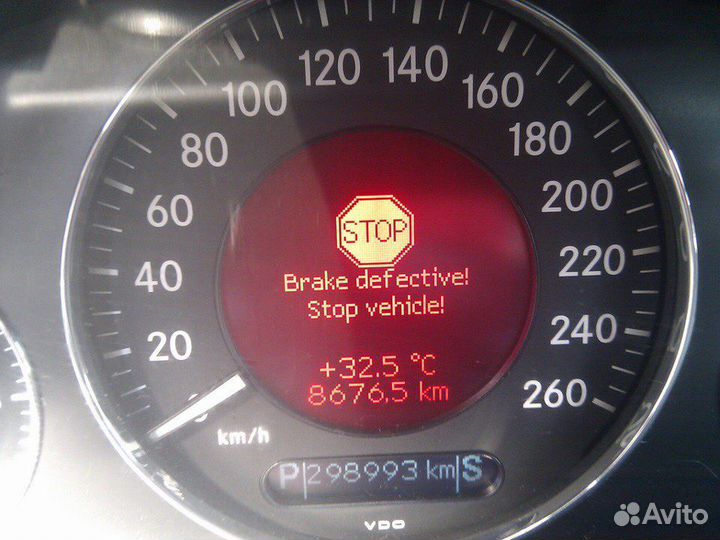 120 140
100 160
80 180
60 200
STOP
40 220
Brake defective!
Stop vehicle!
20 240
+32.5 °C
8676.5 km
260
km/h
P 298993 km S
VDO
Avito